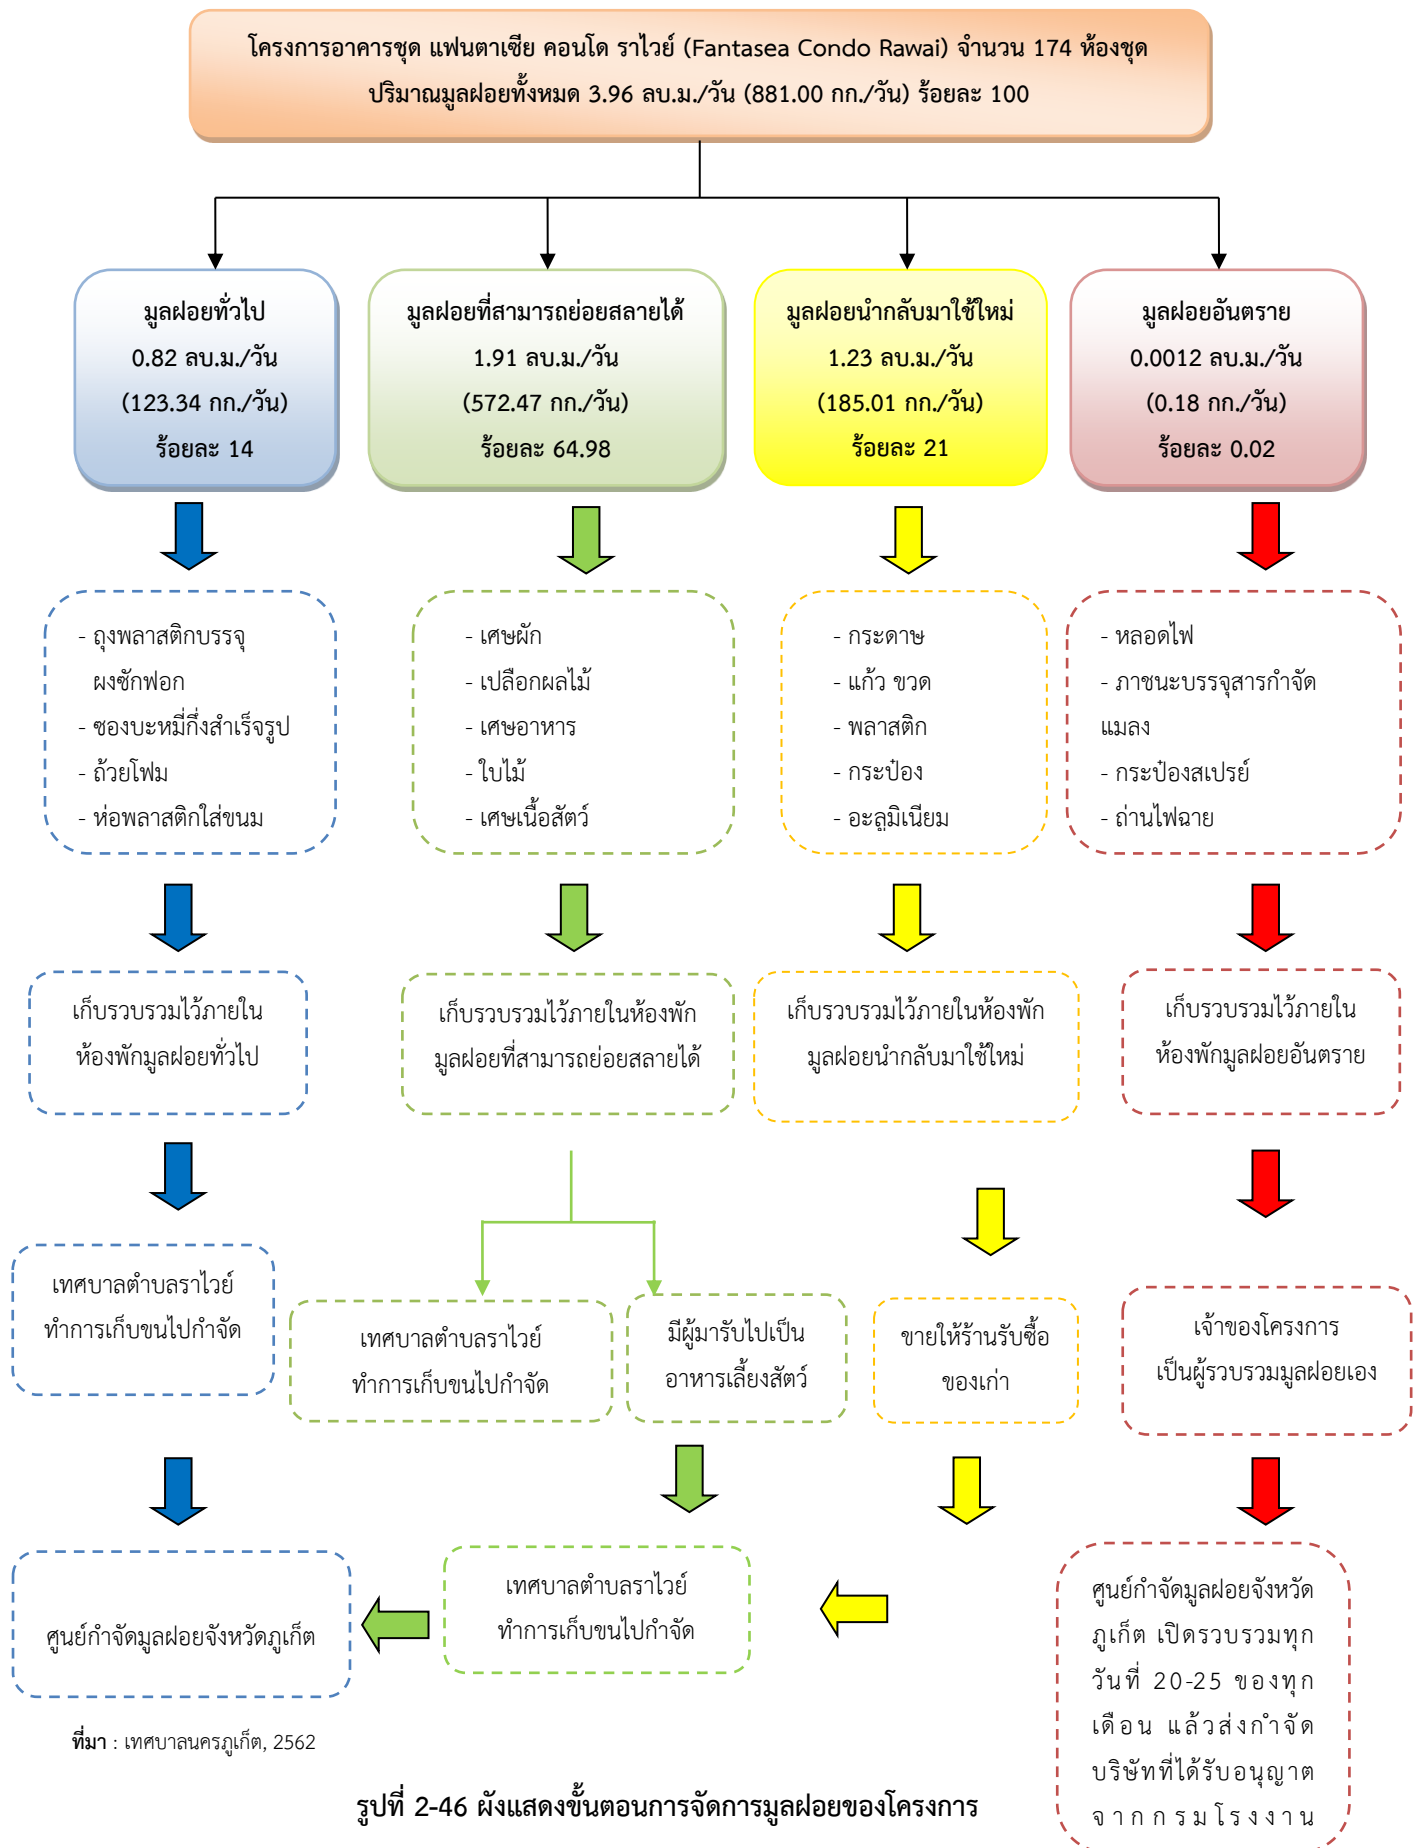 โครงการอาคารชุด แฟนตาเซีย คอนโด ราไวย์ (Fantasea Condo Rawai) จำนวน 174 ห้องชุด
ปริมาณมูลฝอยทั้งหมด 3.96 ลบ.ม./วัน (881.00 กก./วัน) ร้อยละ 100
มูลฝอยทั่วไป
0.82 ลบ.ม./วัน
(123.34 กก./วัน)
ร้อยละ 14
มูลฝอยที่สามารถย่อยสลายได้
1.91 ลบ.ม./วัน
(572.47 กก./วัน)
ร้อยละ 64.98
มูลฝอยนำกลับมาใช้ใหม่
1.23 ลบ.ม./วัน
(185.01 กก./วัน)
ร้อยละ 21
มูลฝอยอันตราย
0.0012 ลบ.ม./วัน
(0.18 กก./วัน)
ร้อยละ 0.02
- ถุงพลาสติกบรรจุ
ผงซักฟอก
- ซองบะหมี่กึ่งสำเร็จรูป
- ถ้วยโฟม
- ห่อพลาสติกใส่ขนม
- เศษผัก
- เปลือกผลไม้
- เศษอาหาร
- ใบไม้
- เศษเนื้อสัตว์
- กระดาษ
- แก้ว ขวด
- พลาสติก
- กระป๋อง
- อะลูมิเนียม
- หลอดไฟ
- ภาชนะบรรจุสารกำจัด
แมลง
- กระป๋องสเปรย์
- ถ่านไฟฉาย
เก็บรวบรวมไว้ภายใน
ห้องพักมูลฝอยทั่วไป
เก็บรวบรวมไว้ภายในห้องพัก
มูลฝอยที่สามารถย่อยสลายได้
เก็บรวบรวมไว้ภายในห้องพัก
มูลฝอยนำกลับมาใช้ใหม่
เก็บรวบรวมไว้ภายใน
ห้องพักมูลฝอยอันตราย
เทศบาลตำบลราไวย์
ทำการเก็บขนไปกำจัด
เทศบาลตำบลราไวย์
ทำการเก็บขนไปกำจัด
มีผู้มารับไปเป็น
อาหารเลี้ยงสัตว์
ขายให้ร้านรับซื้อ
ของเก่า
เจ้าของโครงการ
เป็นผู้รวบรวมมูลฝอยเอง
ศูนย์กำจัดมูลฝอยจังหวัดภูเก็ต
เทศบาลตำบลราไวย์
ทำการเก็บขนไปกำจัด
ศูนย์กำจัดมูลฝอยจังหวัด
ภูเก็ต เปิดรวบรวมทุก
วันที่ 20-25 ของทุก
เดือน แล้วส่งกำจัด
บริษัทที่ได้รับอนุญาต
จากกรมโรงงาน
ที่มา : เทศบาลนครภูเก็ต, 2562
รูปที่ 2-46 ผังแสดงขั้นตอนการจัดการมูลฝอยของโครงการ